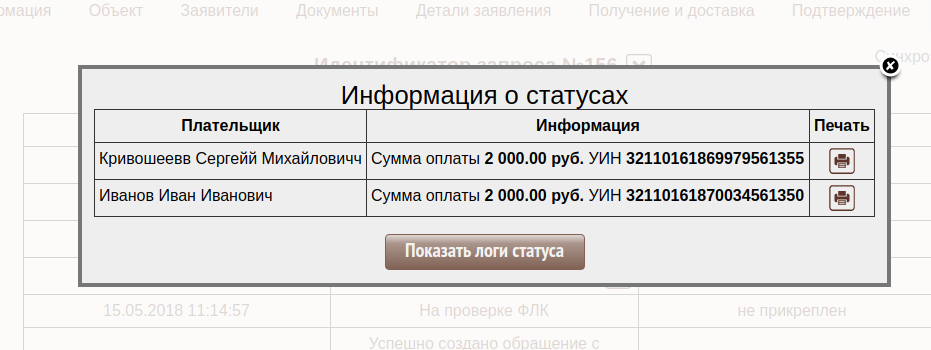 рмация Объект Заявители Документы Детали заявления Получение и доставка Подтверждение
Синхро
Идентификатор запроса №156
Информация о статусах
Плательщик Информация Печать
Кривошеевв Сергейй Михайловичч Сумма оплаты 2 000.00 руб. УИН 32110161869979561355
Иванов Иван Иванович Сумма оплаты 2 000.00 руб. УИН 32110161870034561350
Показать логи статуса
15.05.2018 11:14:57 На проверке ФЛК не прикреплен
Успешно создано обращение с